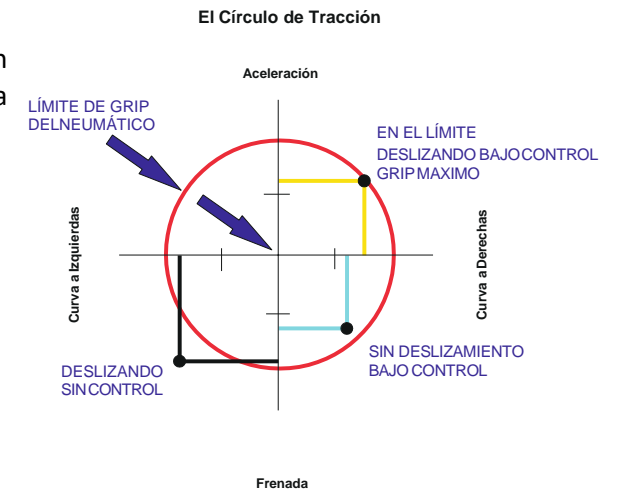 El Círculo de Tracción
n
a
Aceleración
LÍMITE DE GRIP
DELNEUMÁTICO
EN EL LÍMITE
DESLIZANDO BAJOCONTROL
GRIPMAXIMO
Curva a Izquierdas
Curva a Derechas
SIN DESLIZAMIENTO
BAJO CONTROL
DESLIZANDO
SINCONTROL
Frenada